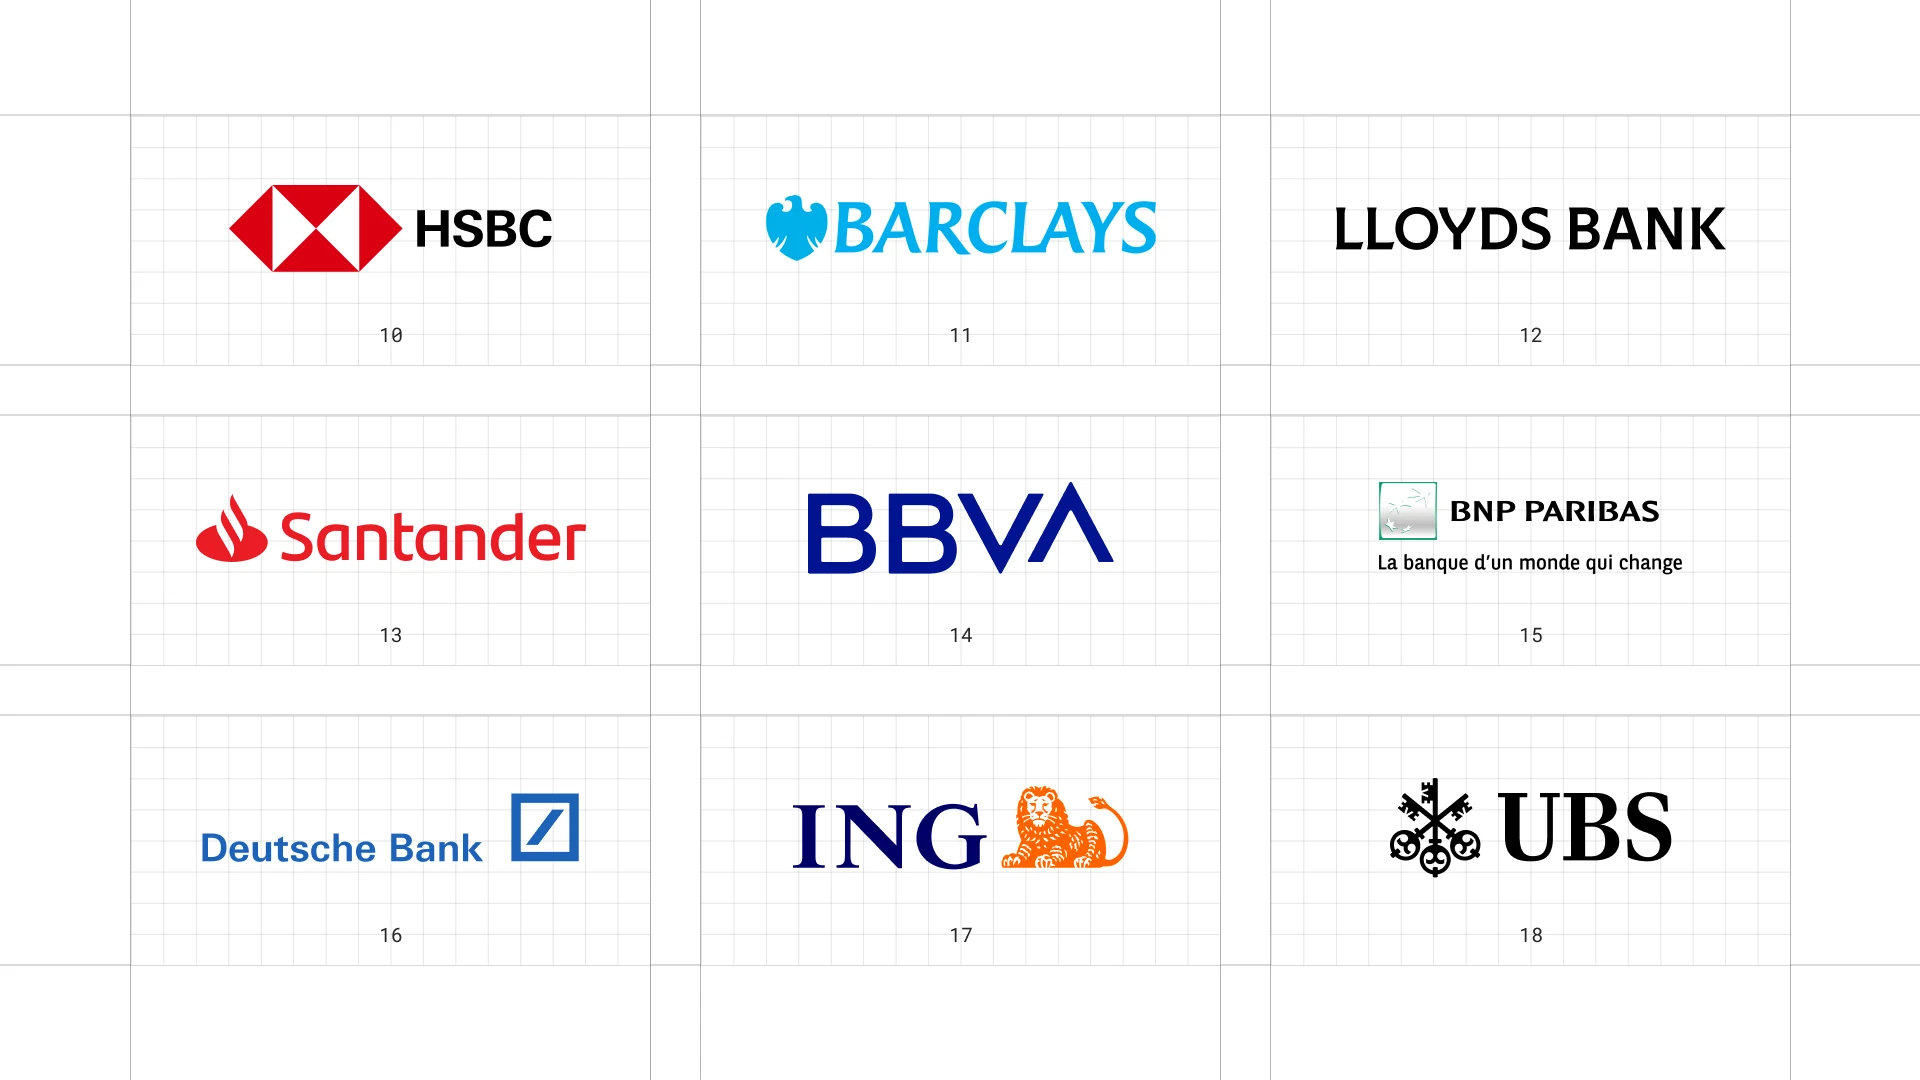 HSBC
10
BARCLAYS
11
LLOYDS BANK
12
Santander
13
BBVA
14
BNP PARIBAS
La banque d'un monde qui change
15
Deutsche Bank
16
ING
17
UBS
18